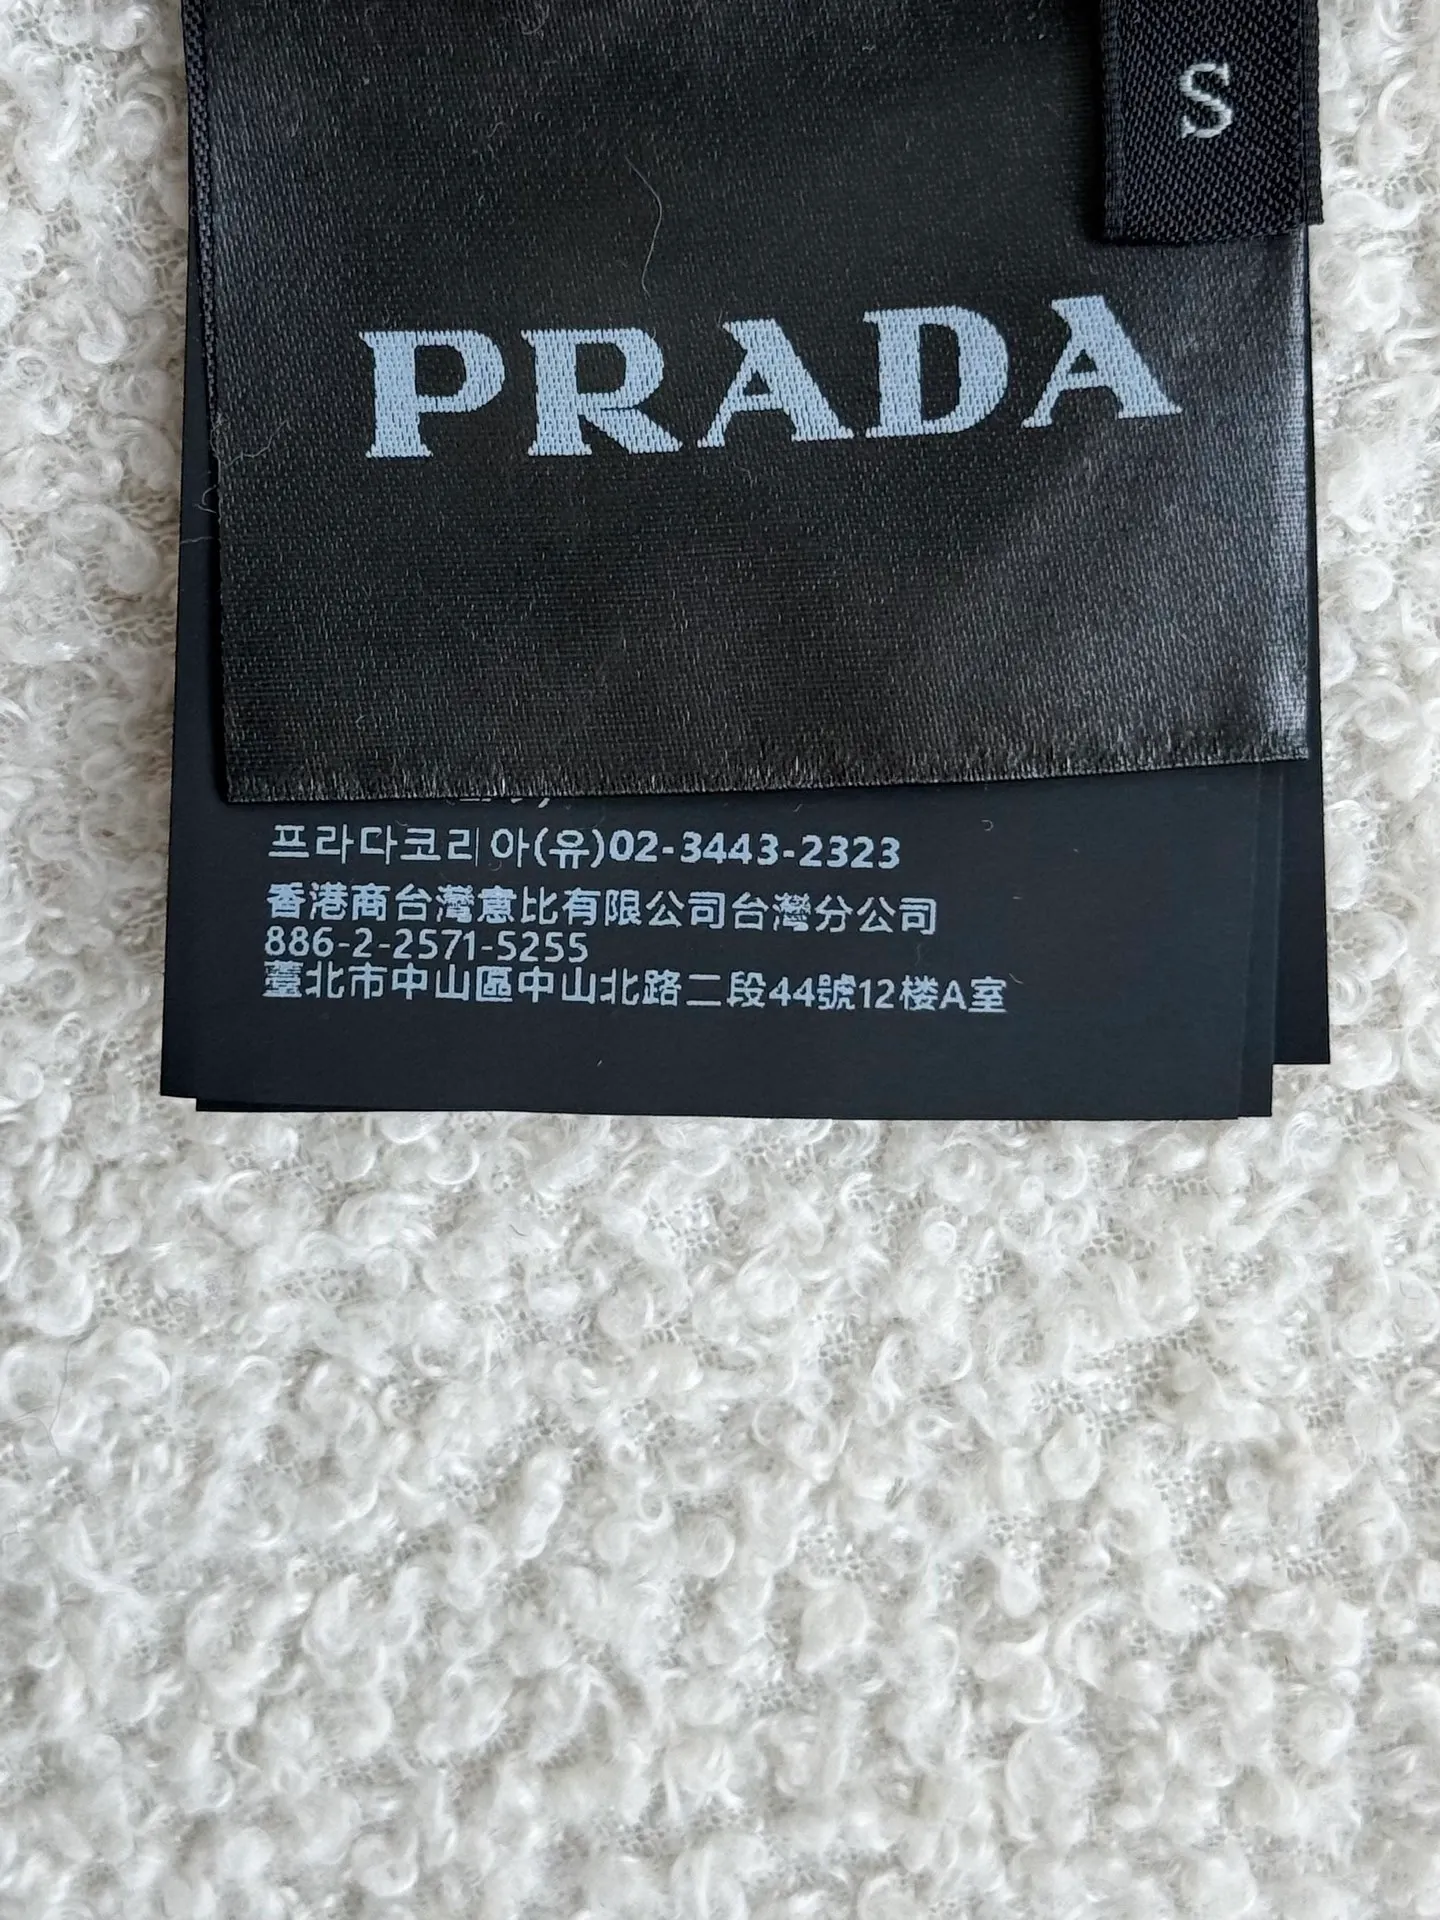 S
PRADA
프라다코리아(유)02-3443-2323
香港商台灣意比有限公司台灣分公司
886-2-2571-5255
臺北市中山區中山北路二段44號12楼A室